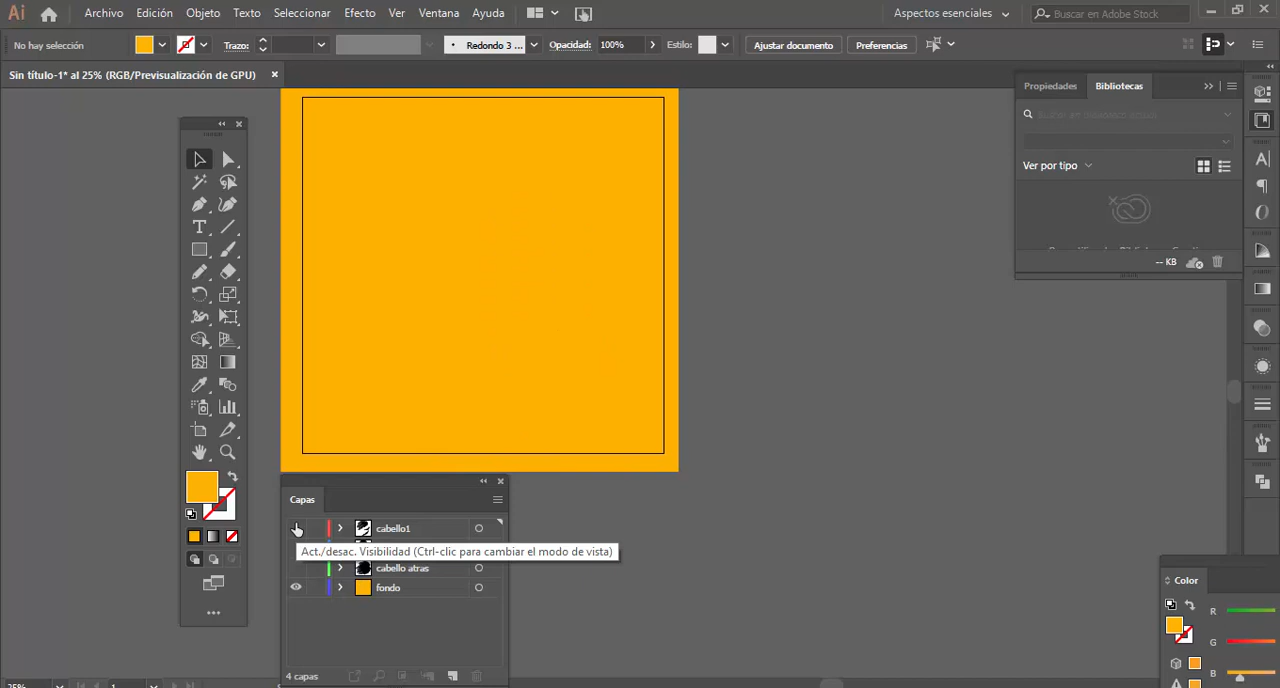 Ai Archivo Edición Objeto Texto Seleccionar Efecto Ver Ventana Ayuda Aspectos esenciales Buscar en Adobe Stock
No hay selección Trazo: Redondo 3 ... Opacidad: 100% Estilo: Ajustar documento Preferencias
Sin título-1* al 25% (RGB/Previsualización de GPU)
Propiedades Bibliotecas
Ver por tipo
-- KB
Capas
cabello1
Act./desac. Visibilidad (Ctrl-clic para cambiar el modo de vista)
cabello atras
fondo
4 capas
Color
R
G
B
25% 1